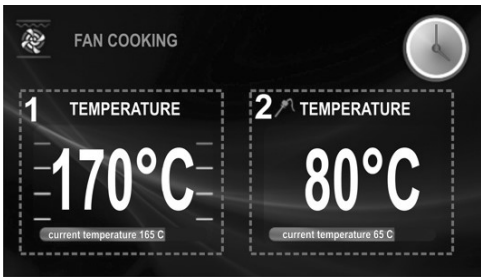 FAN COOKING
1 TEMPERATURE
170°C
current temperature 165 C
2 TEMPERATURE
80°C
current temperature 65 C